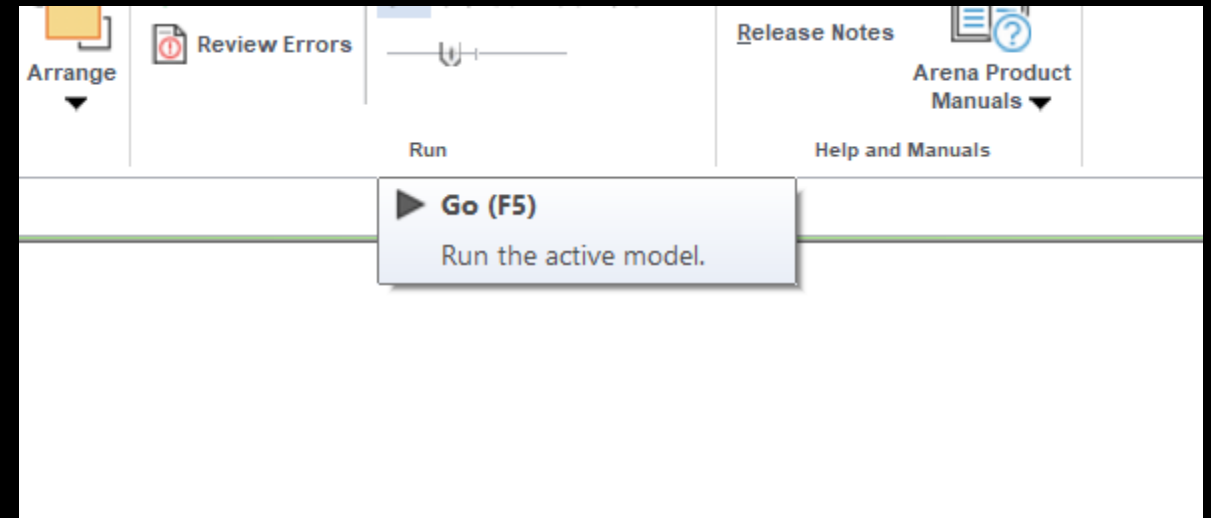 Review Errors
Arrange
Release Notes
Arena Product
Manuals
Run
Help and Manuals
Go (F5)
Run the active model.